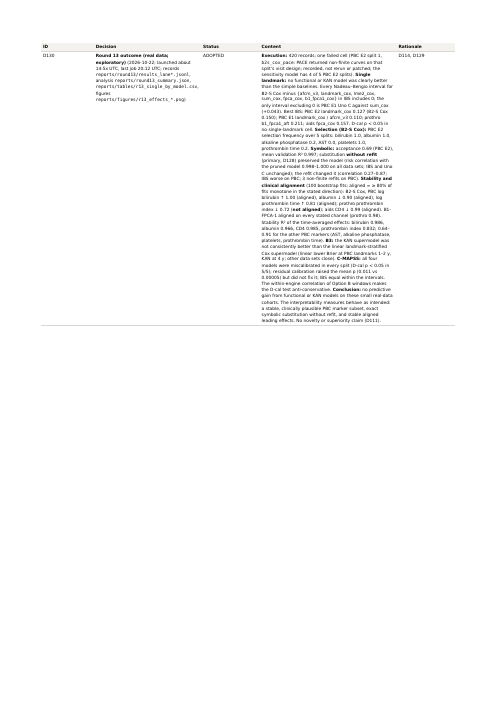 ID Decision Status Content Rationale
D130 Round 13 outcome (real data; ADOPTED Execution: 420 records; one failed cell (PBC E2 split 1, D114, D129
exploratory) (2026-10-22; launched about b2c_cox_pace: PACE returned non-finite curves on that
14:5x UTC, last job 20:12 UTC; records split's visit design, recorded, not rerun or patched; the
reports/round13/results_lane*.jsonl, sensitivity model has 4 of 5 PBC E2 splits). Single
analysis reports/round13_summary.json, landmark: no functional or KAN model was clearly better
reports/tables/r13_single_by_model.csv, than the simple baselines. Every Nadeau-Bengio interval for
figures B2-S Cox minus {afcm_v3, landmark_cox, lme2_cox,
reports/figures/r13_effects_*.png) sum_cox, fpca_cox, b1_fpca1_cox} in IBS includes 0; the
only interval excluding 0 is PBC E1 Uno C against sum_cox
(+0.043). Best IBS: PBC E2 landmark_cox 0.127 (B2-S Cox
0.150); PBC E1 landmark_cox / afcm_v3 0.110; prothro
b1_fpca1_aft 0.211; aids fpca_cox 0.157. D-cal p < 0.05 in
no single-landmark cell. Selection (B2-S Cox): PBC E2
selection frequency over 5 splits: bilirubin 1.0, albumin 1.0,
alkaline phosphatase 0.2, AST 0.0, platelets 1.0,
prothrombin time 0.2. Symbolic: acceptance 0.69 (PBC E2),
mean validation R² 0.997; substitution without refit
(primary, D128) preserved the model (risk correlation with
the pruned model 0.998-1.000 on all data sets; IBS and Uno
C unchanged); the refit changed it (correlation 0.27-0.87;
IBS worse on PBC; 3 non-finite refits on PBC). Stability and
clinical alignment (100 bootstrap fits; aligned = ≥ 80% of
fits monotone in the stated direction): B2-S Cox, PBC log
bilirubin ↑ 1.00 (aligned), albumin ↓ 0.90 (aligned), log
prothrombin time ↑ 0.81 (aligned); prothro prothrombin
index ↓ 0.72 (not aligned); aids CD4 ↓ 0.99 (aligned). B1-
FPCA-1 aligned on every stated channel (prothro 0.98).
Stability R² of the time-averaged effects: bilirubin 0.986,
albumin 0.966, CD4 0.985, prothrombin index 0.832; 0.64-
0.91 for the other PBC markers (AST, alkaline phosphatase,
platelets, prothrombin time). B3: the KAN supermodel was
not consistently better than the linear landmark-stratified
Cox supermodel (linear lower Brier at PBC landmarks 1-2 y,
KAN at 4 y; other data sets close). C-MAPSS: all four
models were miscalibrated in every split (D-cal p < 0.05 in
5/5); residual calibration raised the mean p (0.011 vs
0.00005) but did not fix it; IBS equal within the intervals.
The within-engine correlation of Option B windows makes
the D-cal test anti-conservative. Conclusion: no predictive
gain from functional or KAN models on these small real-data
cohorts. The interpretability measures behave as intended:
a stable, clinically plausible PBC marker subset, exact
symbolic substitution without refit, and stable aligned
leading effects. No novelty or superiority claim (D111).